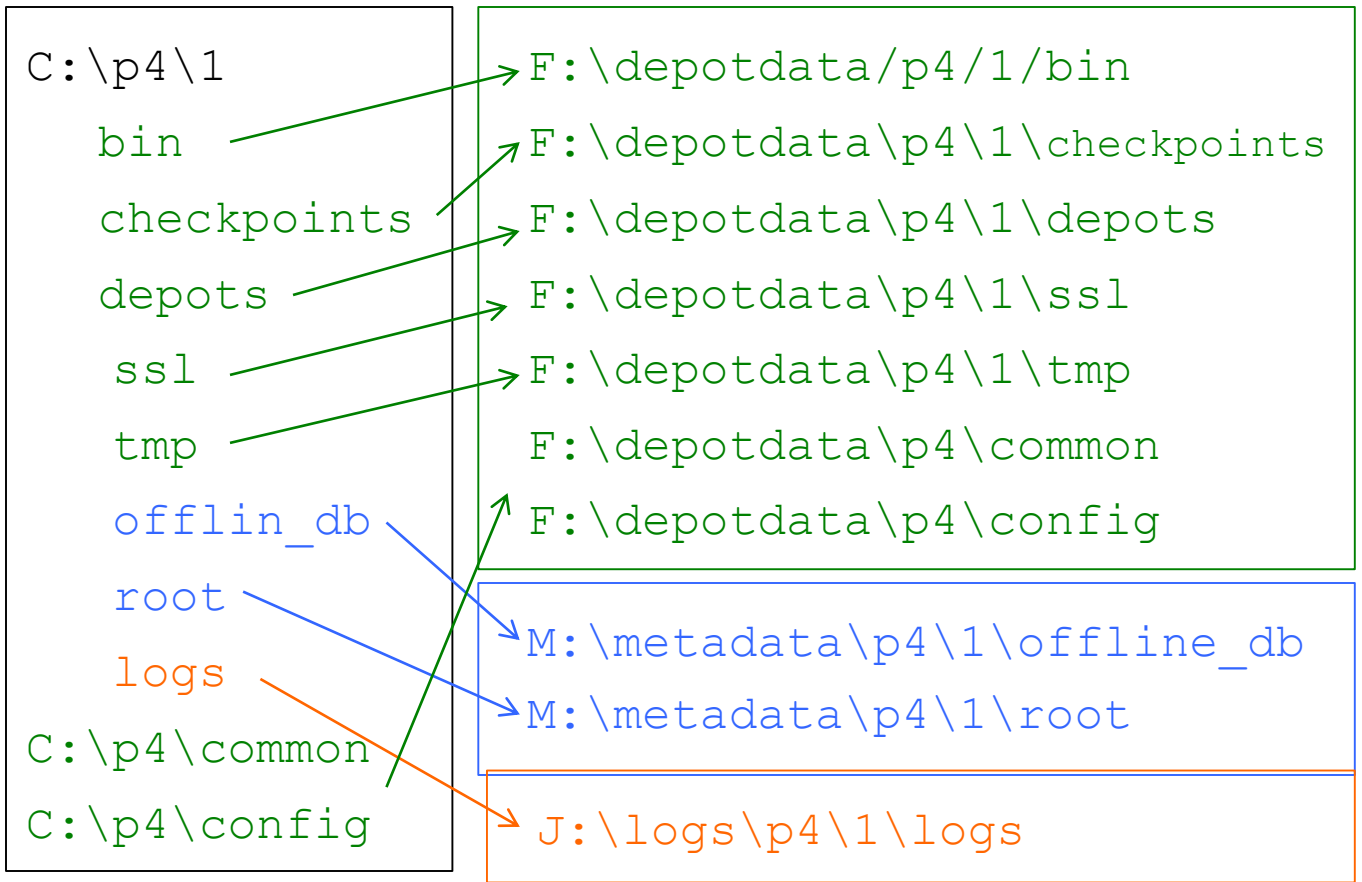 C:\p4\1
bin
checkpoints
depots
ssl
tmp
offlin_db
root
logs
C:\p4\common
C:\p4\config
F:\depotdata/p4/1/bin
F:\depotdata\p4\1\checkpoints
F:\depotdata\p4\1\depots
F:\depotdata\p4\1\ssl
F:\depotdata\p4\1\tmp
F:\depotdata\p4\common
F:\depotdata\p4\config
M:\metadata\p4\1\offline_db
M:\metadata\p4\1\root
J:\logs\p4\1\logs